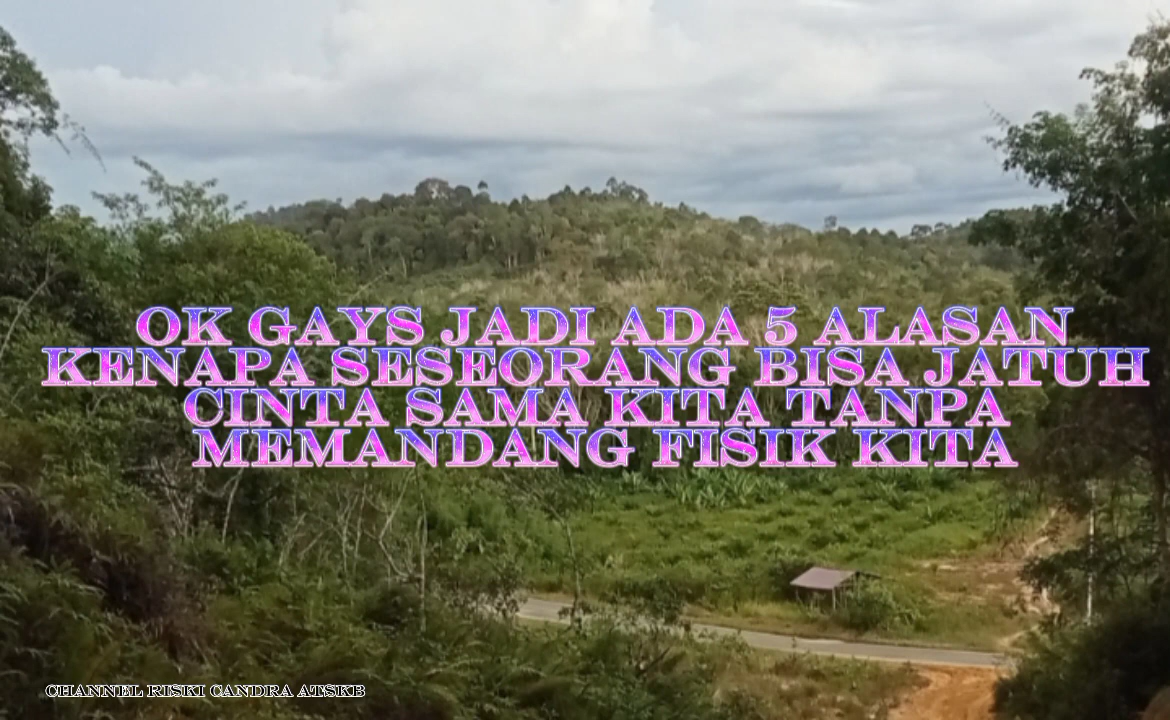 OK GAYS JADI ADA 5 ALASAN
KENAPA SESEORANG BISA JATUH
CINTA SAMA KITA TANPA
MEMANDANG FISIK KITA
CHANNEL RISKI CANDRA ATSKB